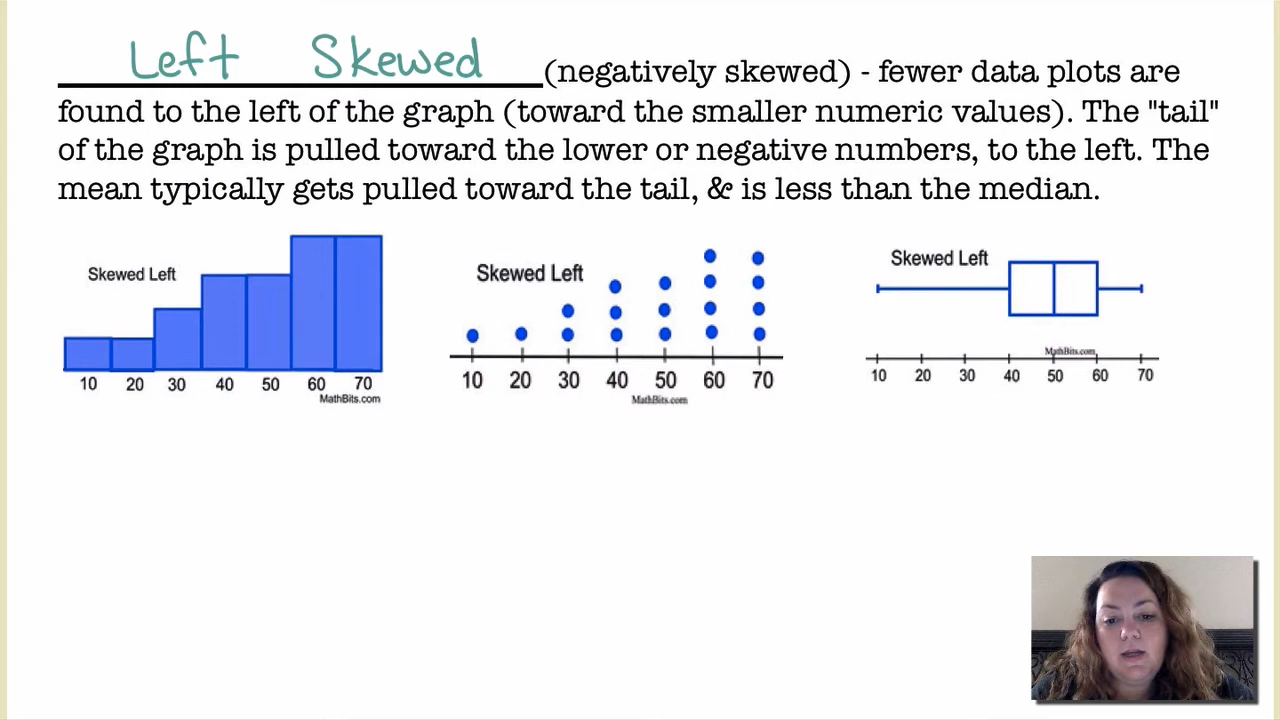 Left Skewed (negatively skewed) - fewer data plots are
found to the left of the graph (toward the smaller numeric values). The "tail"
of the graph is pulled toward the lower or negative numbers, to the left. The
mean typically gets pulled toward the tail, & is less than the median.
Skewed Left
10 20 30 40 50 60 70
MathBits.com
Skewed Left
10 20 30 40 50 60 70
MathBits.com
Skewed Left
MathBits.com
10 20 30 40 50 60 70